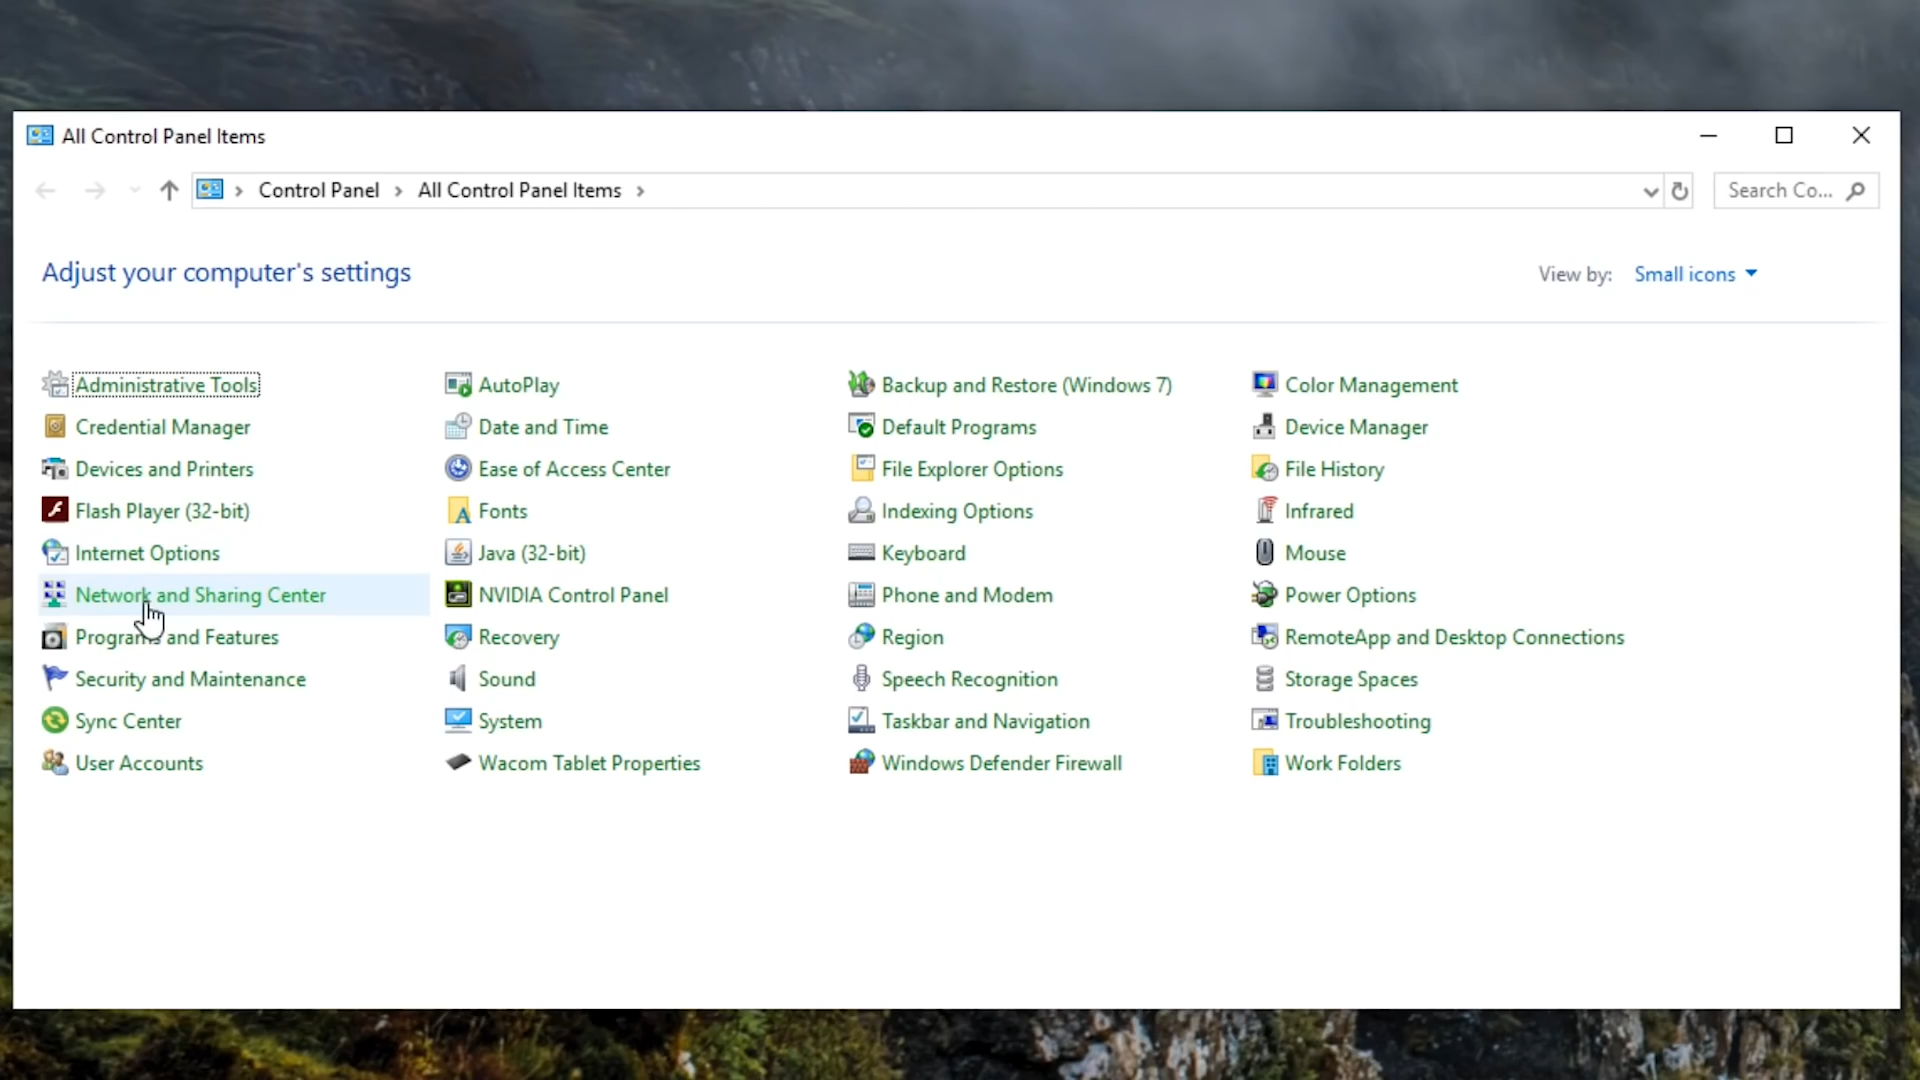 All Control Panel Items
Control Panel > All Control Panel Items >
Search Co...
Adjust your computer's settings
View by: Small icons
Administrative Tools
AutoPlay
Backup and Restore (Windows 7)
Color Management
Credential Manager
Date and Time
Default Programs
Device Manager
Devices and Printers
Ease of Access Center
File Explorer Options
File History
Flash Player (32-bit)
Fonts
Indexing Options
Infrared
Internet Options
Java (32-bit)
Keyboard
Mouse
Network and Sharing Center
NVIDIA Control Panel
Phone and Modem
Power Options
Programs and Features
Recovery
Region
RemoteApp and Desktop Connections
Security and Maintenance
Sound
Speech Recognition
Storage Spaces
Sync Center
System
Taskbar and Navigation
Troubleshooting
User Accounts
Wacom Tablet Properties
Windows Defender Firewall
Work Folders